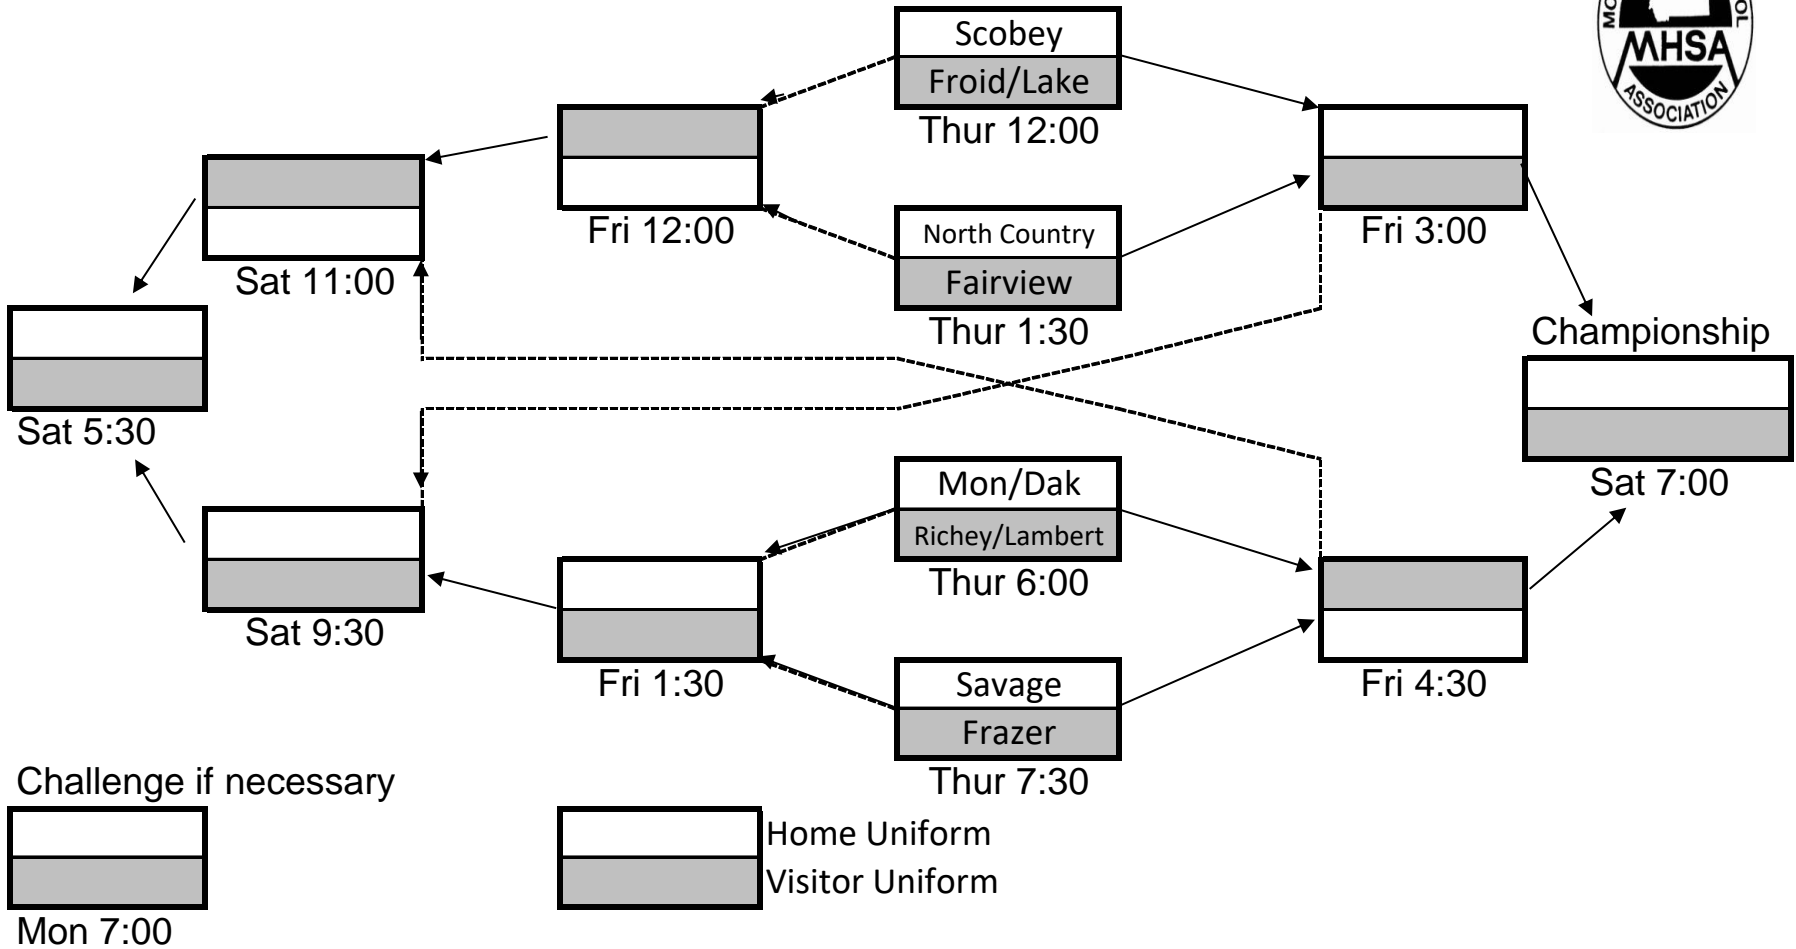 Scobey
Froid/Lake
Thur 12:00
MHSA
ASSOCIATION
Fri 12:00
North Country
Fairview
Thur 1:30
Fri 3:00
Sat 11:00
Championship
Sat 5:30
Sat 7:00
Mon/Dak
Richey/Lambert
Thur 6:00
Sat 9:30
Fri 1:30
Savage
Frazer
Thur 7:30
Fri 4:30
Challenge if necessary
Home Uniform
Visitor Uniform
Mon 7:00